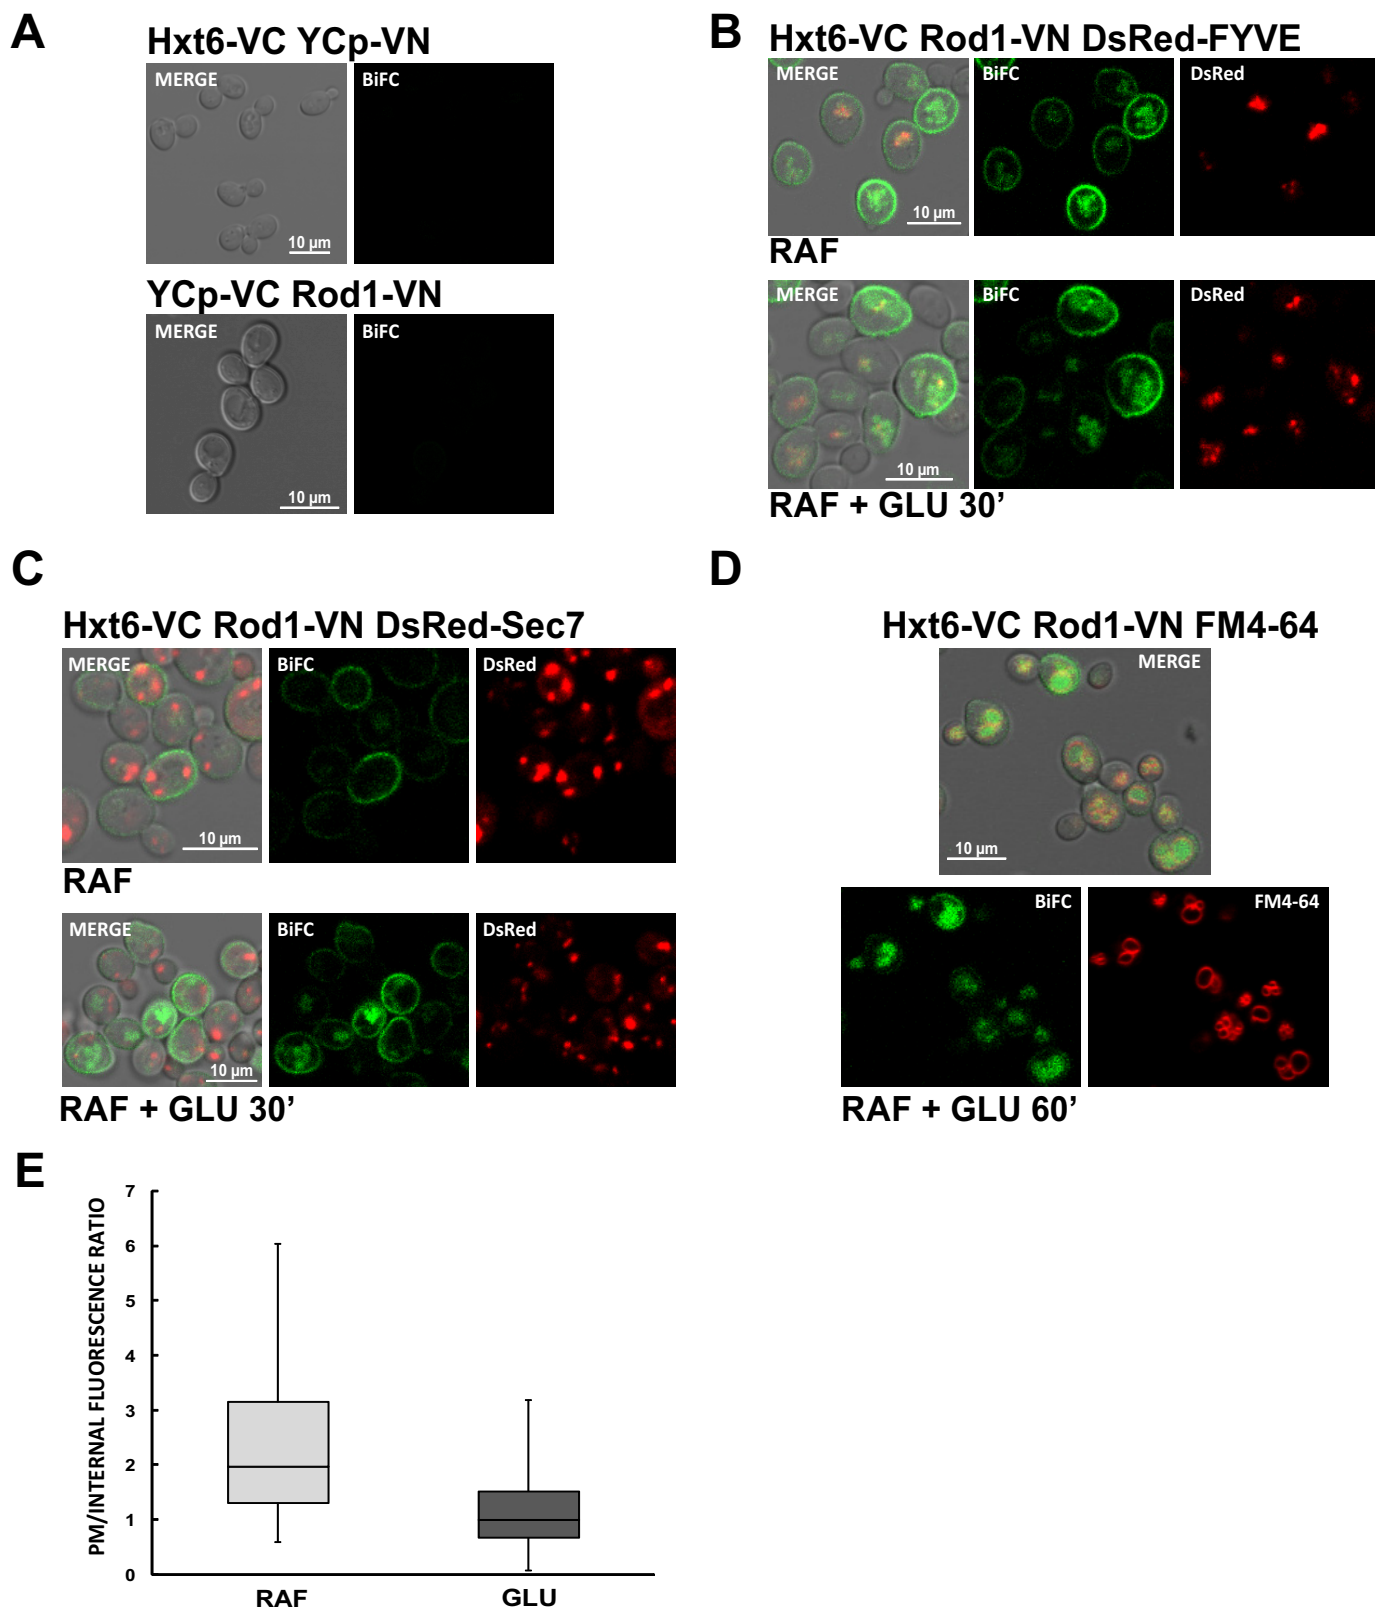 A
Hxt6-VC YCp-VN
MERGE
BiFC
10 µm
YCp-VC Rod1-VN
MERGE
BiFC
10 µm
B
Hxt6-VC Rod1-VN DsRed-FYVE
MERGE
BiFC
DsRed
10 µm
RAF
MERGE
BiFC
DsRed
10 µm
RAF + GLU 30’
C
Hxt6-VC Rod1-VN DsRed-Sec7
MERGE
BiFC
DsRed
10 µm
RAF
MERGE
BiFC
DsRed
10 µm
RAF + GLU 30’
D
Hxt6-VC Rod1-VN FM4-64
MERGE
10 µm
BiFC
FM4-64
RAF + GLU 60’
E
PM/INTERNAL FLUORESCENCE RATIO
7
6
5
4
3
2
1
0
RAF
GLU